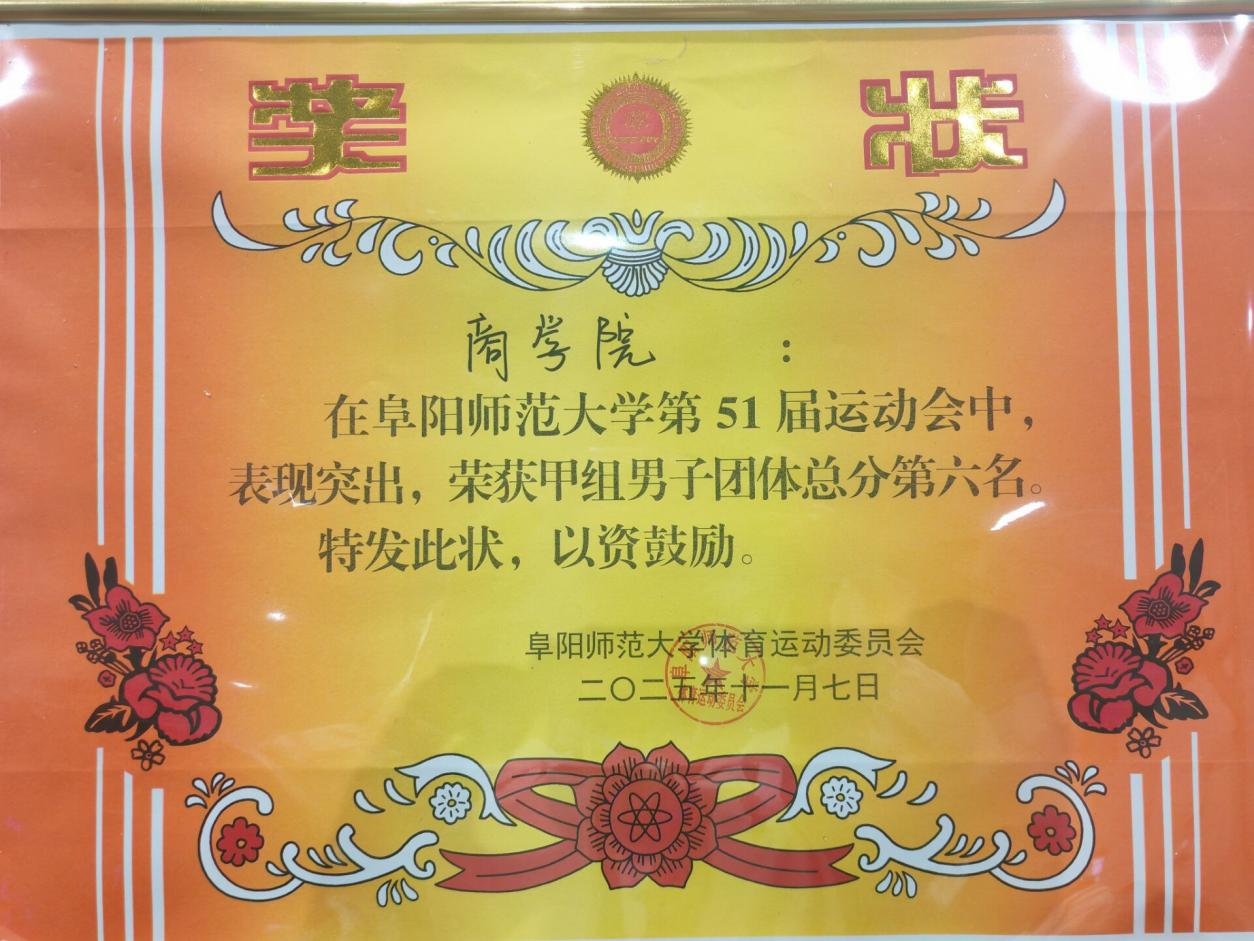 奖状
商学院：
在阜阳师范大学第51届运动会中，
表现突出，荣获甲组男子团体总分第六名。
特发此状，以资鼓励。
阜阳师范大学体育运动委员会
二〇二五年十一月七日